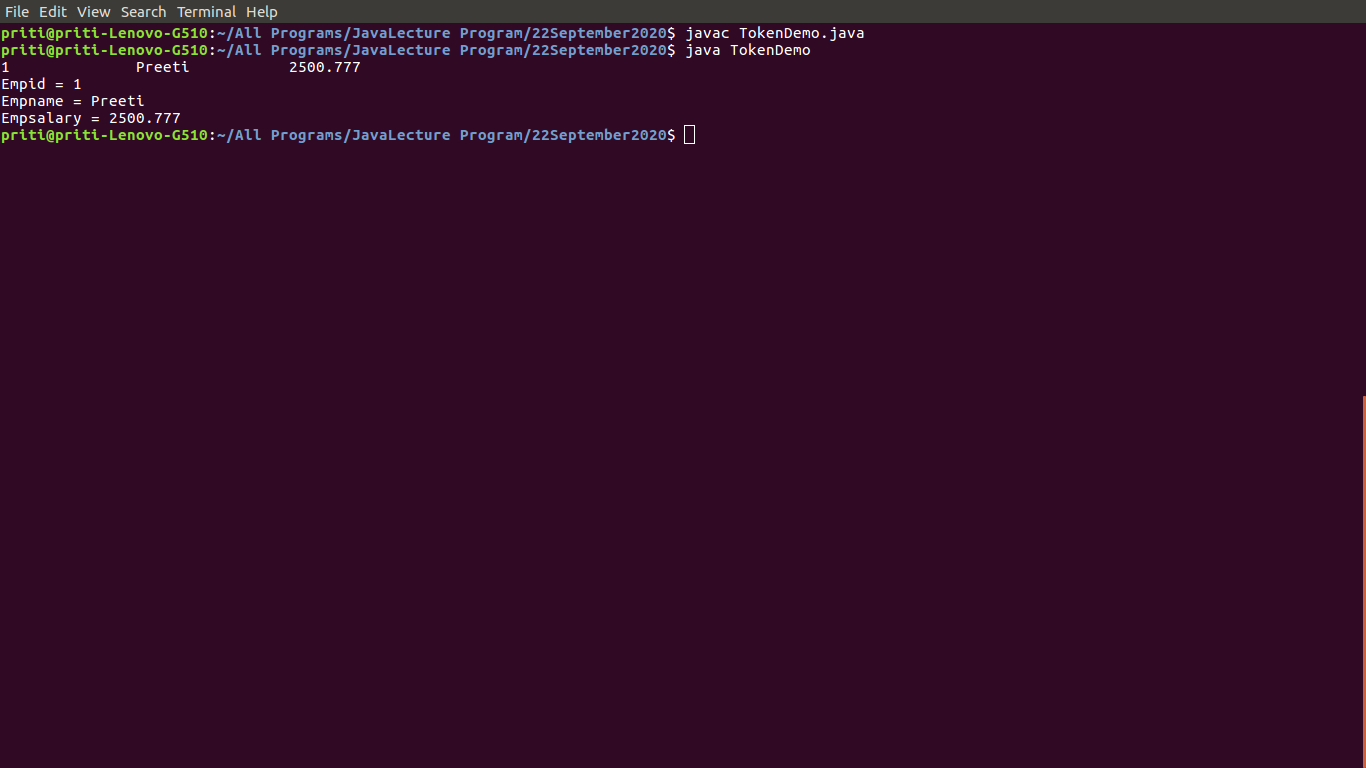 File Edit View Search Terminal Help
priti@priti-Lenovo-G510:~/All Programs/JavaLecture Program/22September2020$ javac TokenDemo.java
priti@priti-Lenovo-G510:~/All Programs/JavaLecture Program/22September2020$ java TokenDemo
1              Preeti           2500.777
Empid = 1
Empname = Preeti
Empsalary = 2500.777
priti@priti-Lenovo-G510:~/All Programs/JavaLecture Program/22September2020$